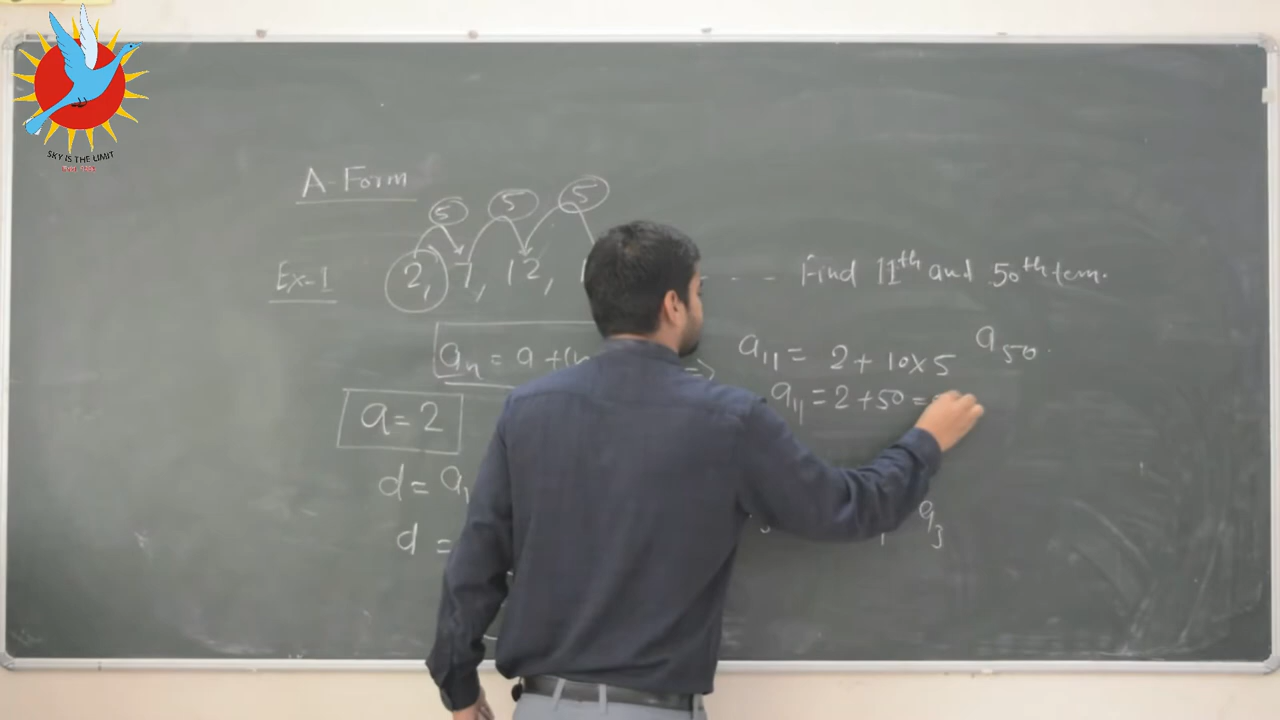 SKY IS THE LIMIT
A-Form
5 5 5
Ex-1 2, 7, 12, - - - Find 11th and 50th term.
an = a + (n =>
a11 = 2 + 10 × 5 a50
a = 2
a11 = 2 + 50 =
d = a1
a3
d =